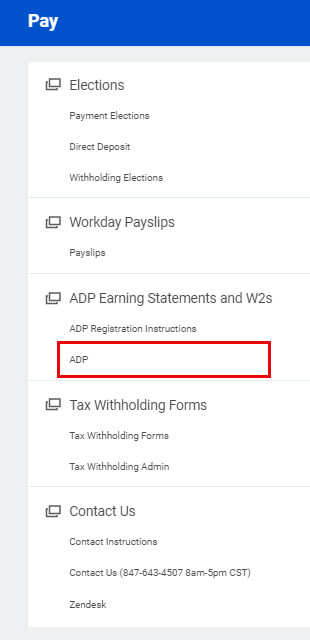 Pay
Elections
Payment Elections
Direct Deposit
Withholding Elections
Workday Payslips
Payslips
ADP Earning Statements and W2s
ADP Registration Instructions
ADP
Tax Withholding Forms
Tax Withholding Forms
Tax Withholding Admin
Contact Us
Contact Instructions
Contact Us (847-643-4507 8am-5pm CST)
Zendesk